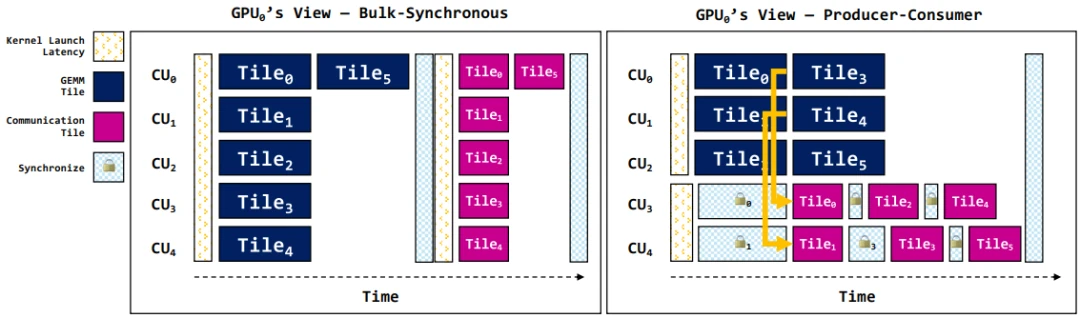 GPU₀’s View – Bulk-Synchronous
GPU₀’s View – Producer-Consumer
Kernel Launch
Latency
GEMM
Tile
Communication
Tile
Synchronize
CU₀
Tile₀
Tile₅
Tile₀
Tile₅
CU₁
Tile₁
Tile₁
CU₂
Tile₂
Tile₂
CU₃
Tile₃
Tile₃
CU₄
Tile₄
Tile₄
Time
CU₀
Tile₀
Tile₃
CU₁
Tile
Tile₄
CU₂
Tile
Tile₅
CU₃
0
Tile₀
Tile₂
Tile₄
CU₄
1
Tile₁
3
Tile₃
Tile₅
Time